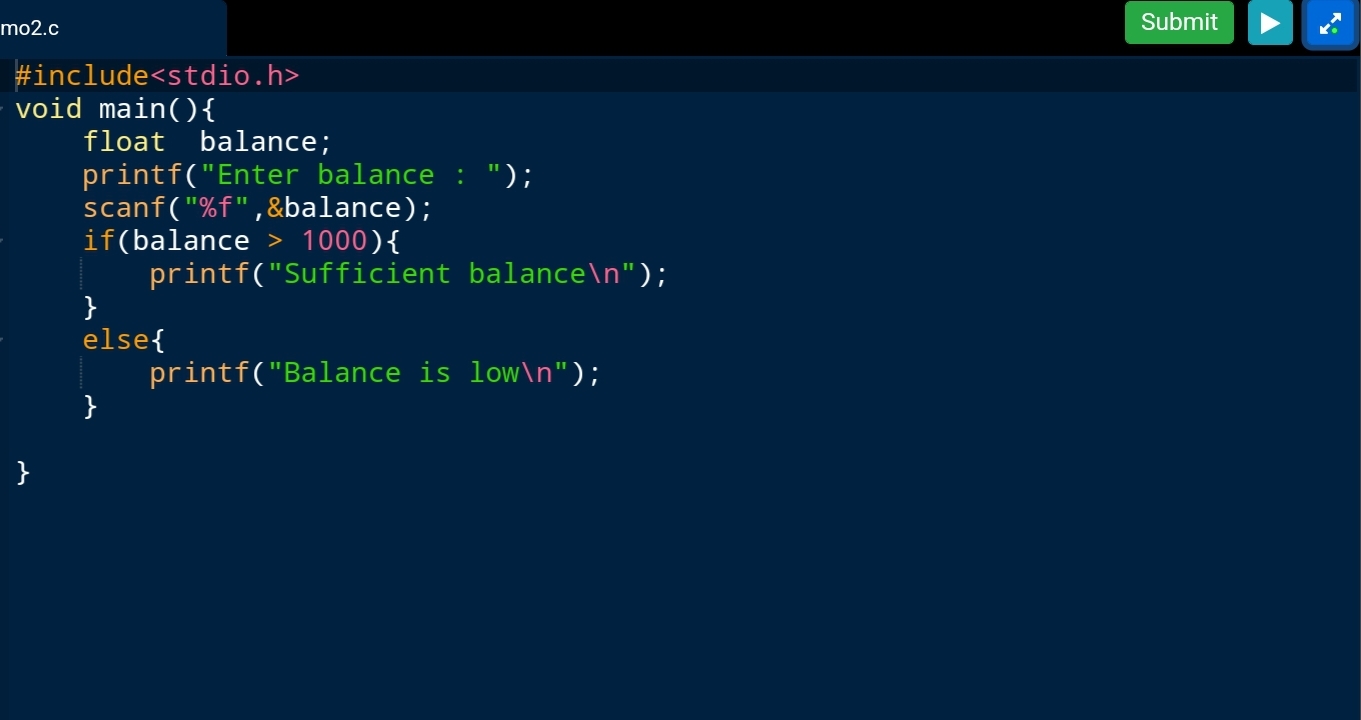 mo2.c
Submit
#include<stdio.h>
void main(){
    float  balance;
    printf("Enter balance : ");
    scanf("%f",&balance);
    if(balance > 1000){
        printf("Sufficient balance\n");
    }
    else{
        printf("Balance is low\n");
    }

}